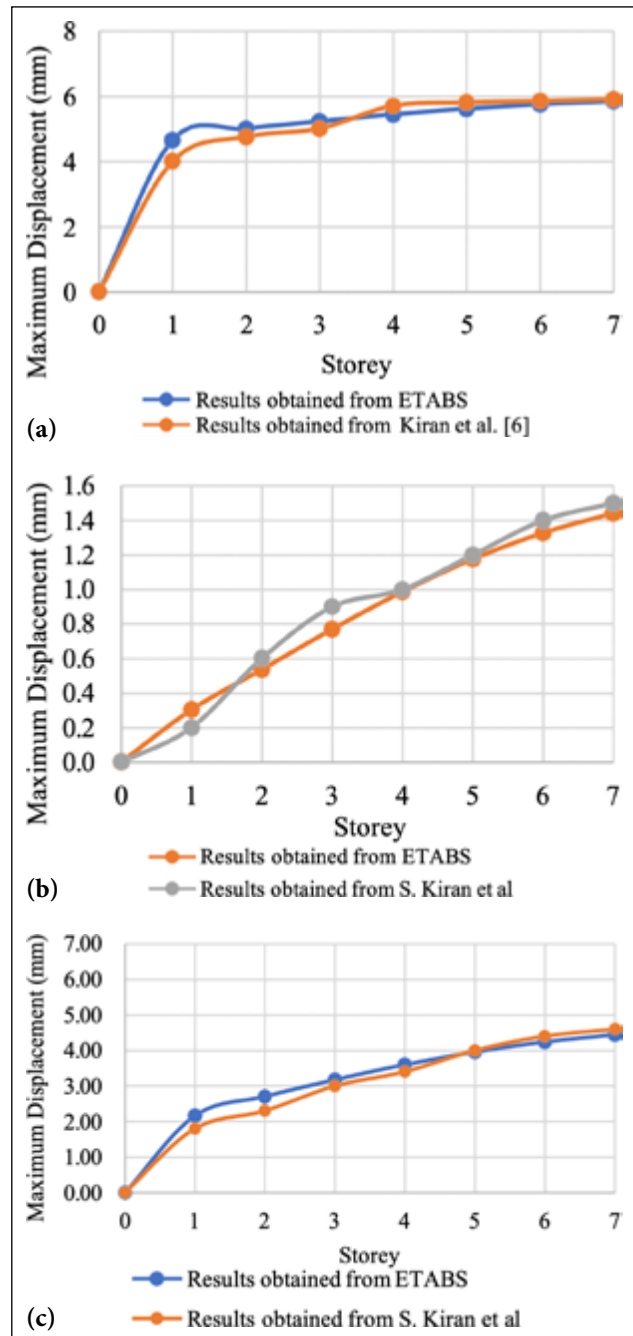 Maximum Displacement (mm)
8
6
4
2
0
0 1 2 3 4 5 6 7
Storey
Results obtained from ETABS
Results obtained from Kiran et al. [6]
(a)
Maximum Displacement (mm)
1.6
1.4
1.2
1.0
0.8
0.6
0.4
0.2
0.0
0 1 2 3 4 5 6 7
Storey
Results obtained from ETABS
Results obtained from S. Kiran et al
(b)
Maximum Displacement (mm)
7.00
6.00
5.00
4.00
3.00
2.00
1.00
0.00
0 1 2 3 4 5 6 7
Storey
Results obtained from ETABS
Results obtained from S. Kiran et al
(c)